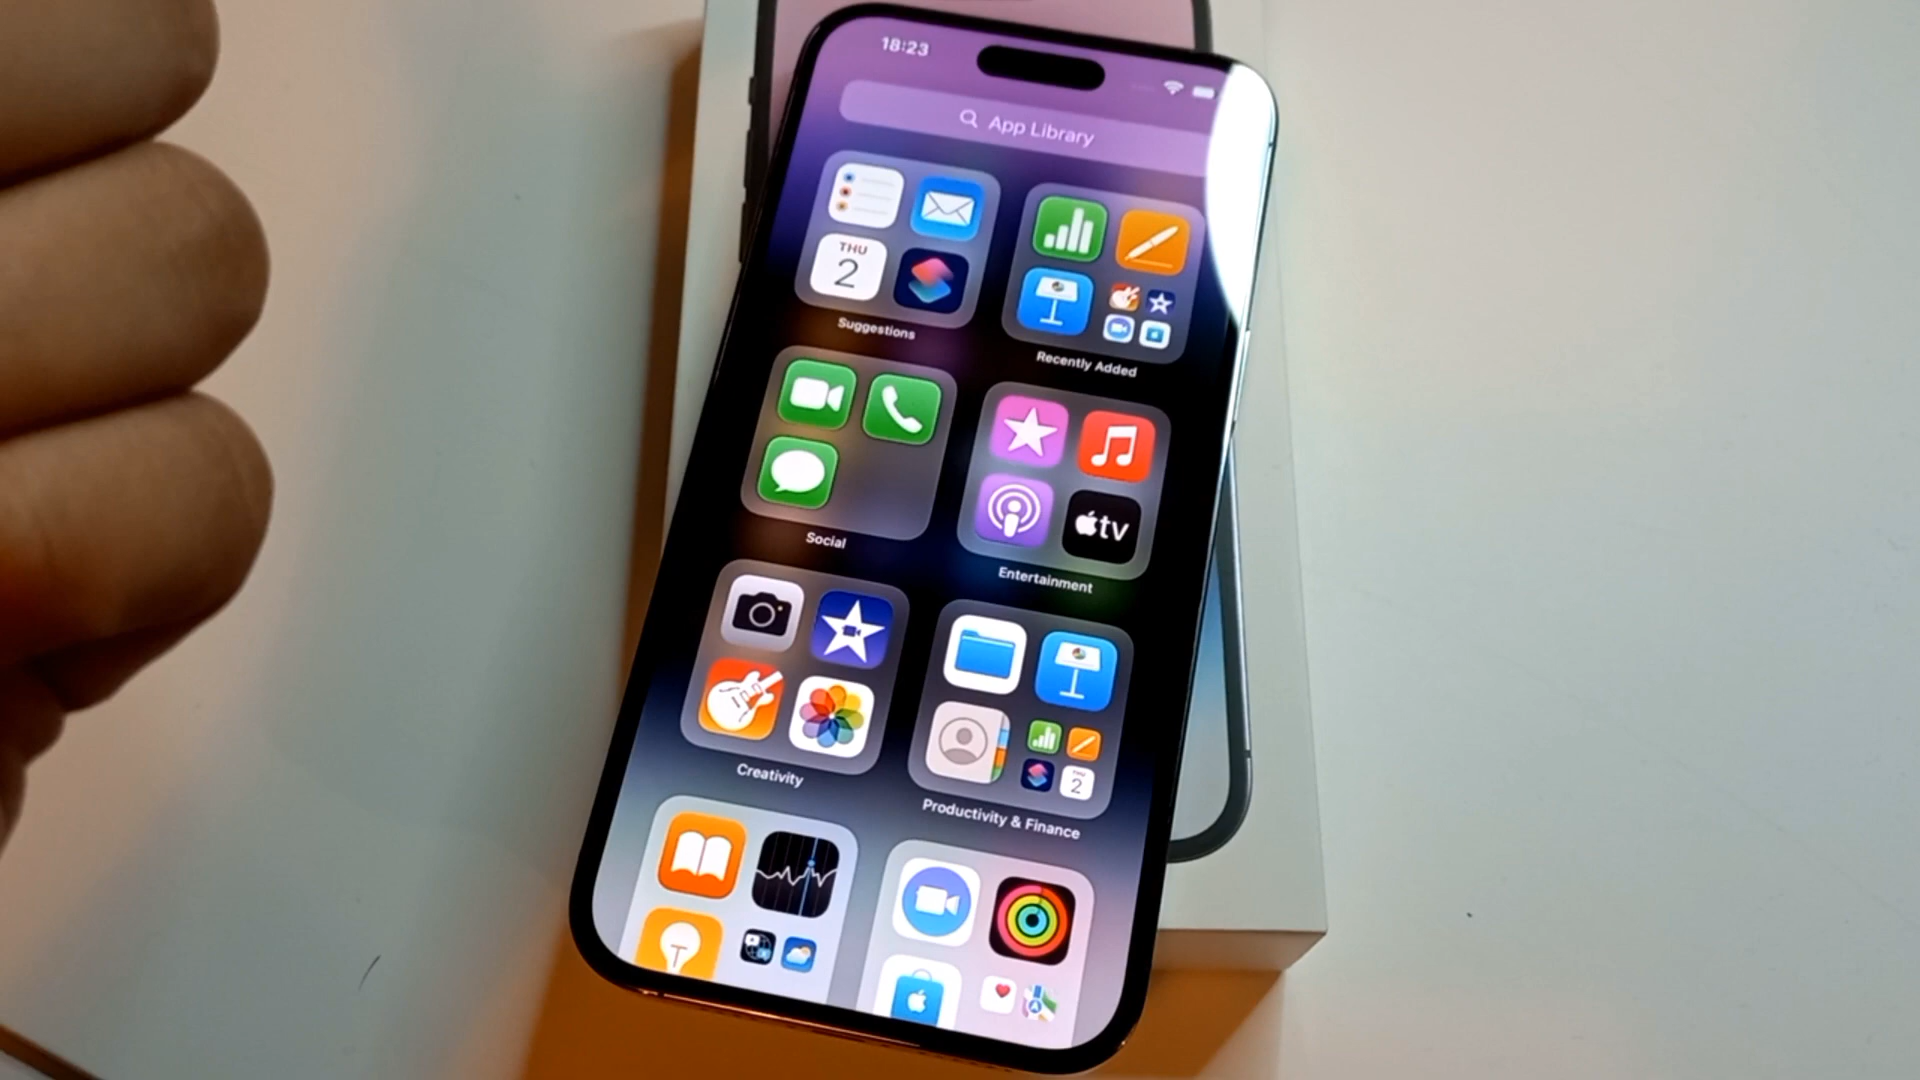 18:23
App Library
THU
2
Suggestions
Recently Added
Social
tv
Entertainment
Creativity
2
Productivity & Finance
T